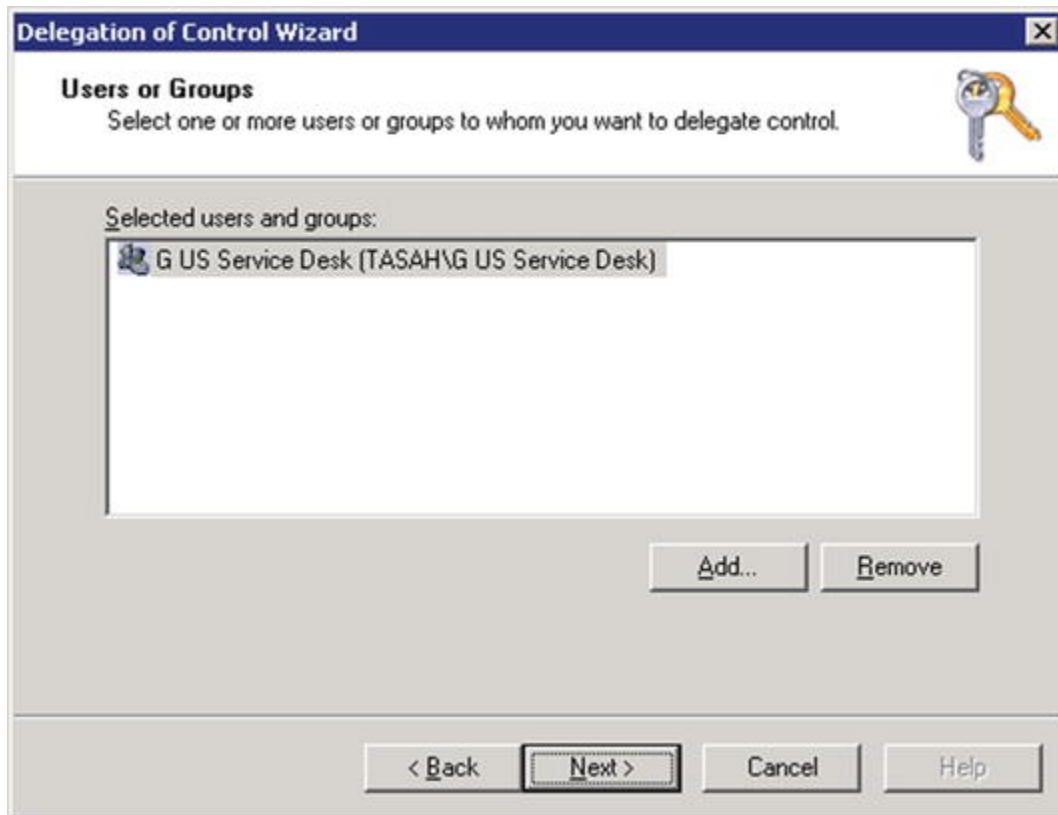 Delegation of Control Wizard
Users or Groups
Select one or more users or groups to whom you want to delegate control.
Selected users and groups:
G US Service Desk (TASAH\G US Service Desk)
Add...
Remove
< Back
Next >
Cancel
Help